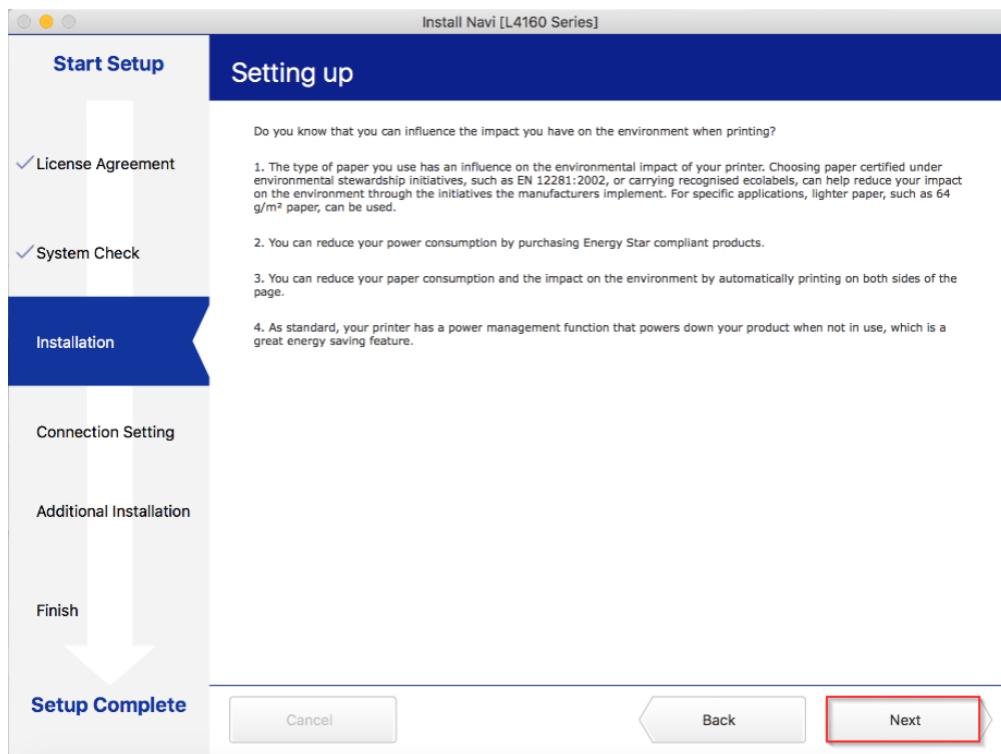 Install Navi [L4160 Series]
Start Setup
License Agreement
System Check
Installation
Connection Setting
Additional Installation
Finish
Setup Complete
Setting up
Do you know that you can influence the impact you have on the environment when printing?
1. The type of paper you use has an influence on the environmental impact of your printer. Choosing paper certified under
environmental stewardship initiatives, such as EN 12281:2002, or carrying recognised ecolabels, can help reduce your impact
on the environment through the initiatives the manufacturers implement. For specific applications, lighter paper, such as 64
g/m² paper, can be used.
2. You can reduce your power consumption by purchasing Energy Star compliant products.
3. You can reduce your paper consumption and the impact on the environment by automatically printing on both sides of the
page.
4. As standard, your printer has a power management function that powers down your product when not in use, which is a
great energy saving feature.
Cancel
Back
Next